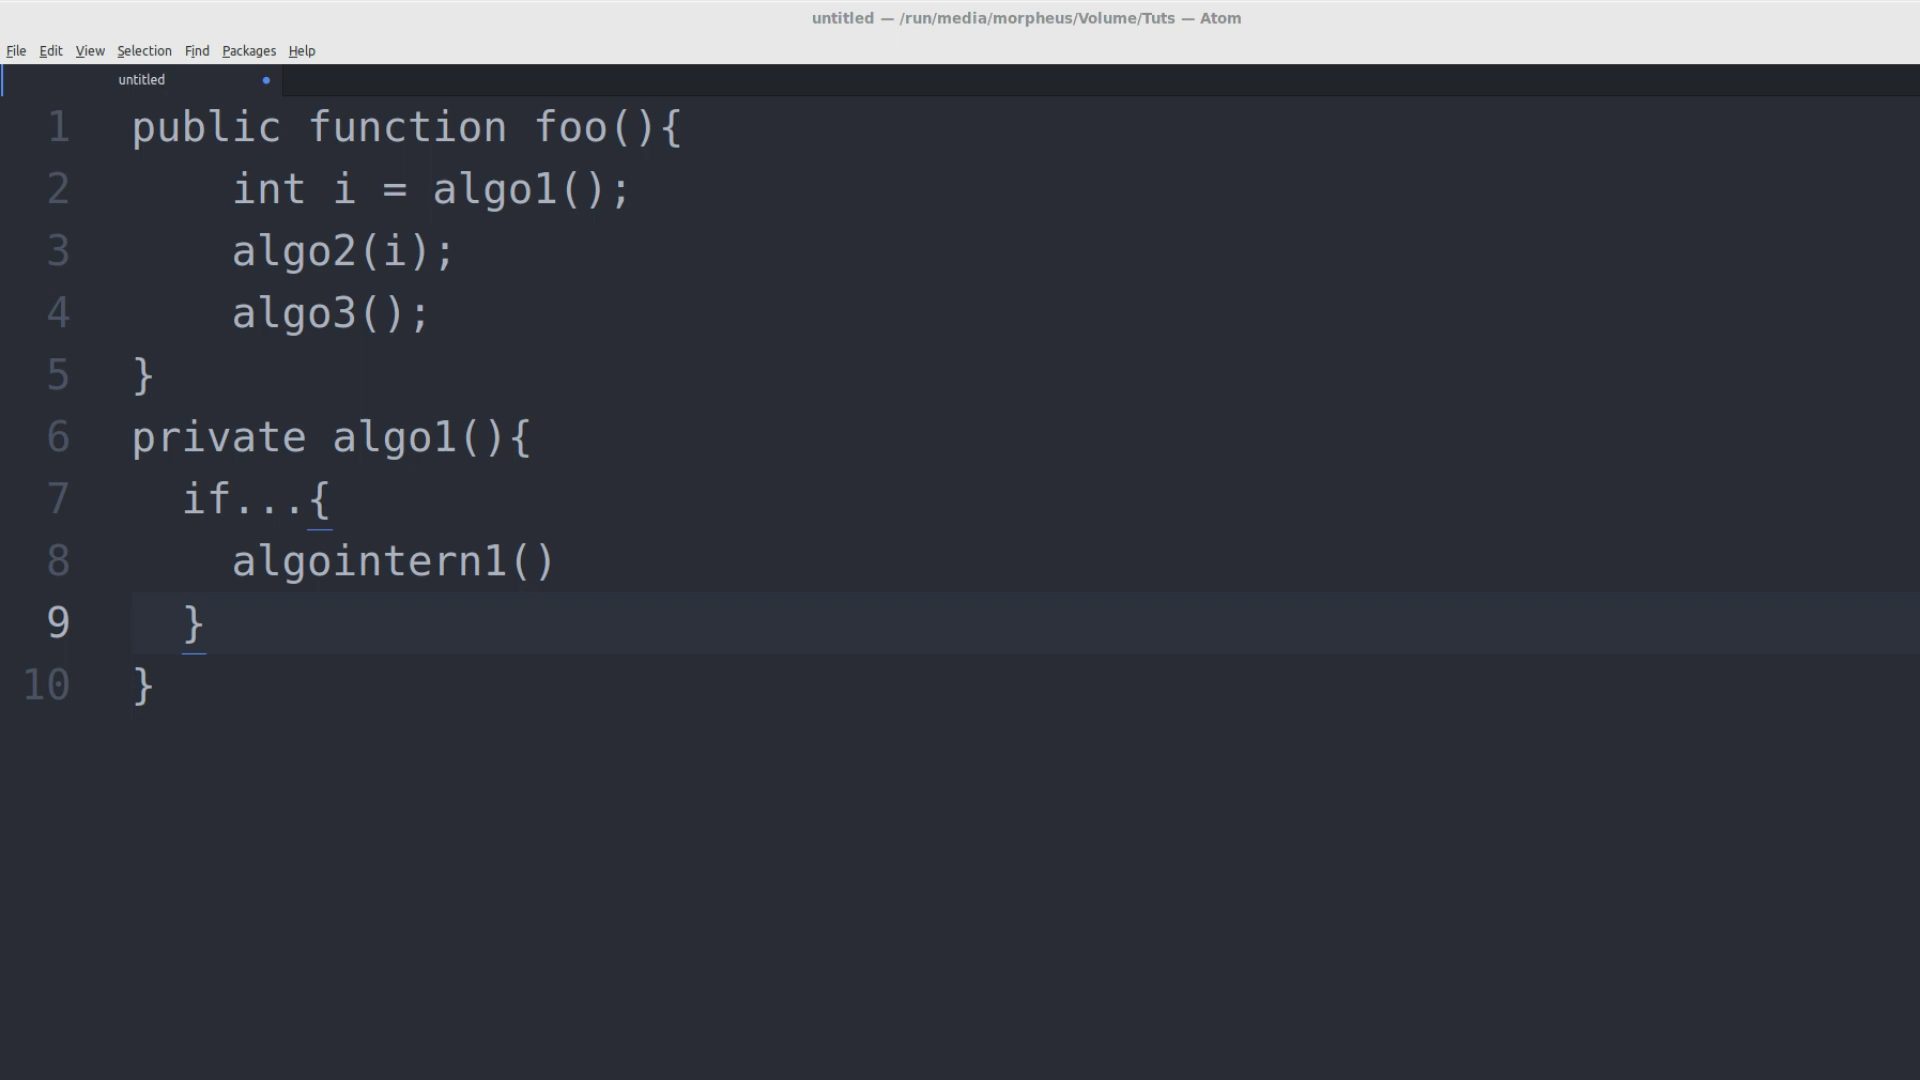 untitled — /run/media/morpheus/Volume/Tuts — Atom
File Edit View Selection Find Packages Help
untitled
1 public function foo(){
2     int i = algo1();
3     algo2(i);
4     algo3();
5 }
6 private algo1(){
7   if...{
8     algointern1()
9   }
10 }